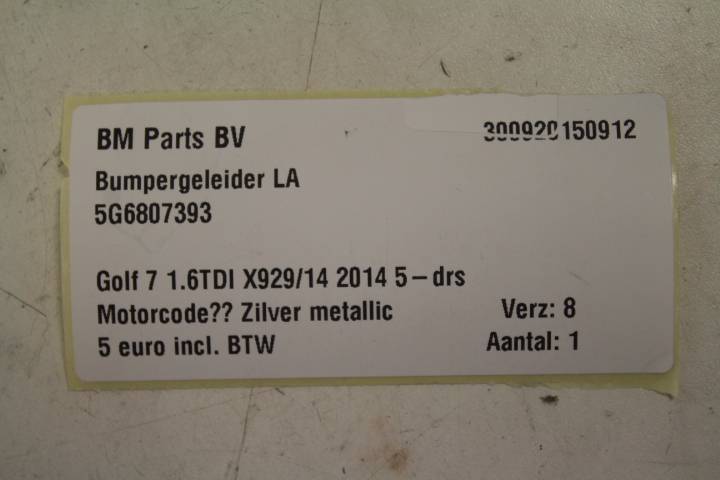 BM Parts BV 300920150912
Bumpergeleider LA
5G6807393
Golf 7 1.6TDI X929/14 2014 5-drs
Motorcode?? Zilver metallic Verz: 8
5 euro incl. BTW Aantal: 1